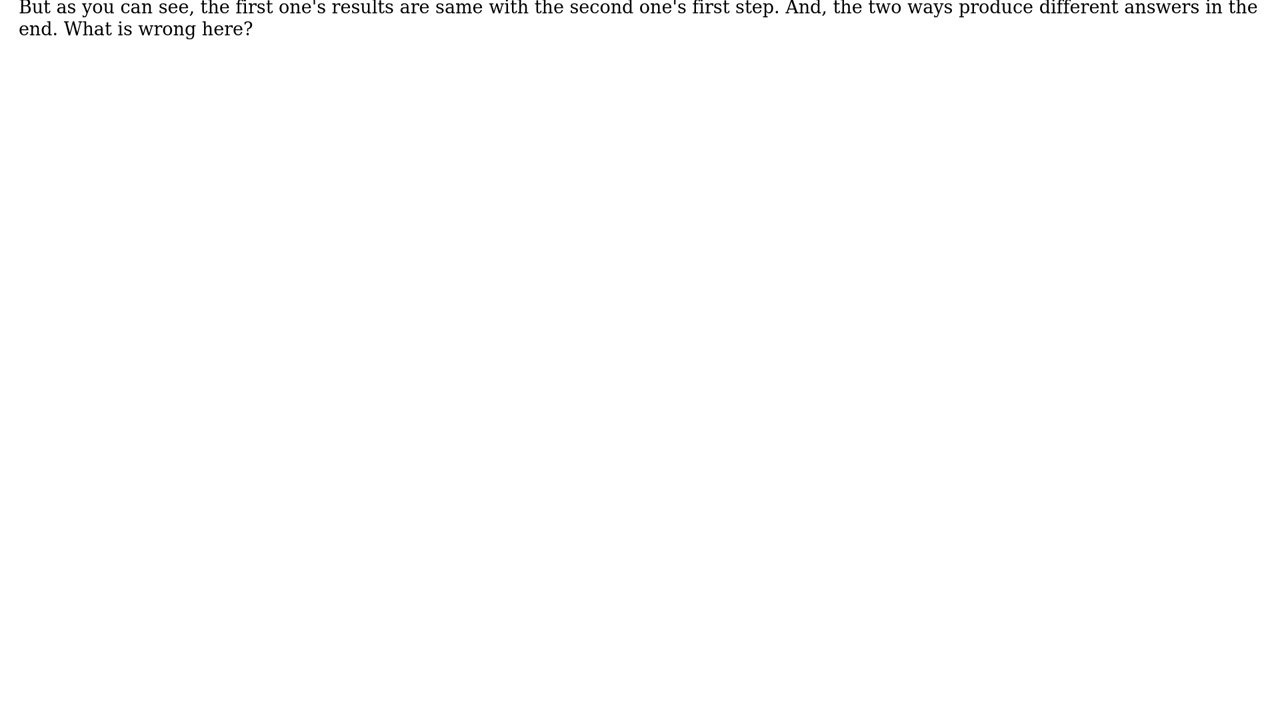 But as you can see, the first one's results are same with the second one's first step. And, the two ways produce different answers in the
end. What is wrong here?